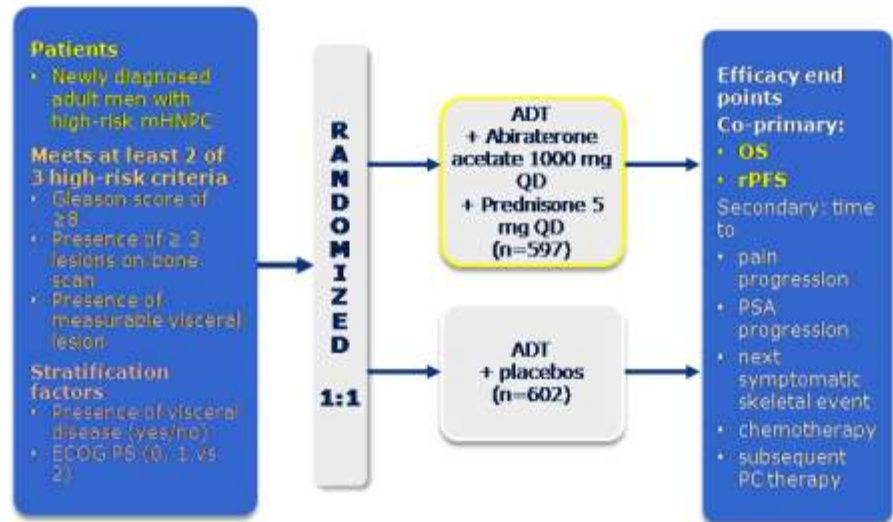 Patients
• Newly diagnosed
adult men with
high-risk mHNPC
Meets at least 2 of
3 high-risk criteria
• Gleason score of
≥8
• Presence of ≥ 3
lesions on bone
scan
• Presence of
measurable visceral
lesion
Stratification
factors
• Presence of visceral
disease (yes/no)
• ECOG PS (0, 1 vs
2)
RANDOMIZED
1:1
ADT
+ Abiraterone
acetate 1000 mg
QD
+ Prednisone 5
mg QD
(n=597)
ADT
+ placebos
(n=602)
Efficacy end
points
Co-primary:
• OS
• rPFS
Secondary: time
to
• pain
progression
• PSA
progression
• next
symptomatic
skeletal event
• chemotherapy
• subsequent
PC therapy